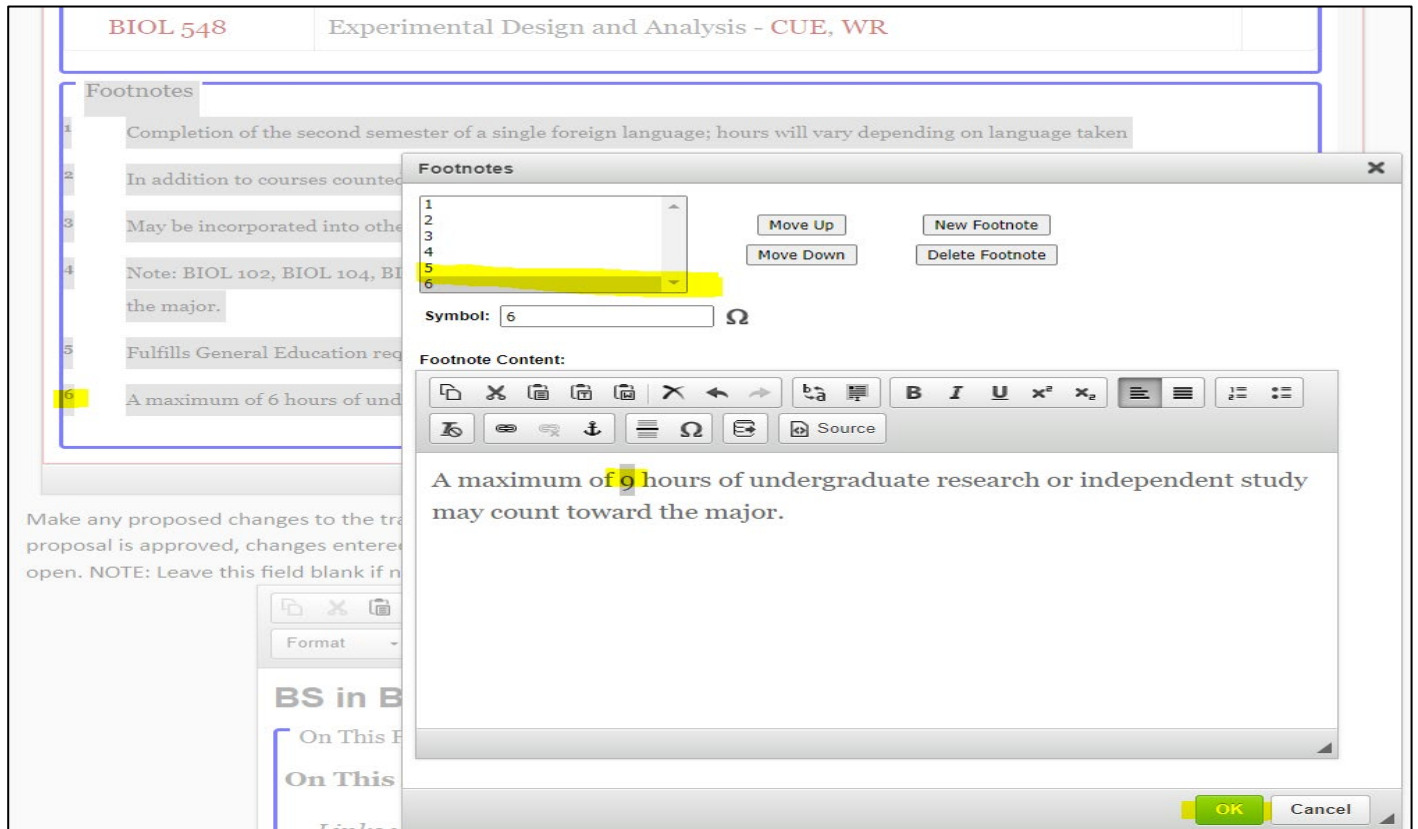 BIOL 548 Experimental Design and Analysis - CUE, WR
Footnotes
1 Completion of the second semester of a single foreign language; hours will vary depending on language taken
2 In addition to courses counted
3 May be incorporated into othe
4 Note: BIOL 102, BIOL 104, BI
the major.
5 Fulfills General Education req
6 A maximum of 6 hours of und
Footnotes
1
2
3
4
5
6
Move Up New Footnote
Move Down Delete Footnote
Symbol: 6 Ω
Footnote Content:
B I U x² x₂
Ω Source
A maximum of 9 hours of undergraduate research or independent study
may count toward the major.
OK Cancel
Make any proposed changes to the tra
proposal is approved, changes entere
open. NOTE: Leave this field blank if n
Format
BS in B
On This
On This